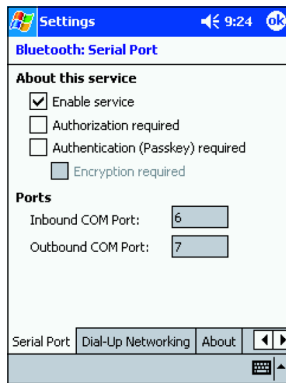 Settings 9:24 ok
Bluetooth: Serial Port
About this service
Enable service
Authorization required
Authentication (Passkey) required
Encryption required
Ports
Inbound COM Port: 6
Outbound COM Port: 7
Serial Port Dial-Up Networking About